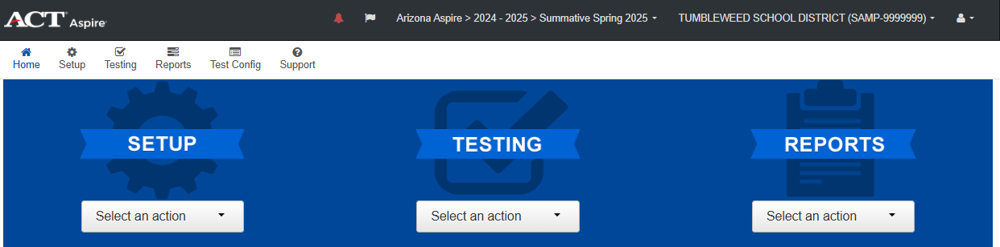 ACT Aspire Arizona Aspire > 2024 - 2025 > Summative Spring 2025 TUMBLEWEED SCHOOL DISTRICT (SAMP-9999999)
Home Setup Testing Reports Test Config Support
SETUP TESTING REPORTS
Select an action Select an action Select an action